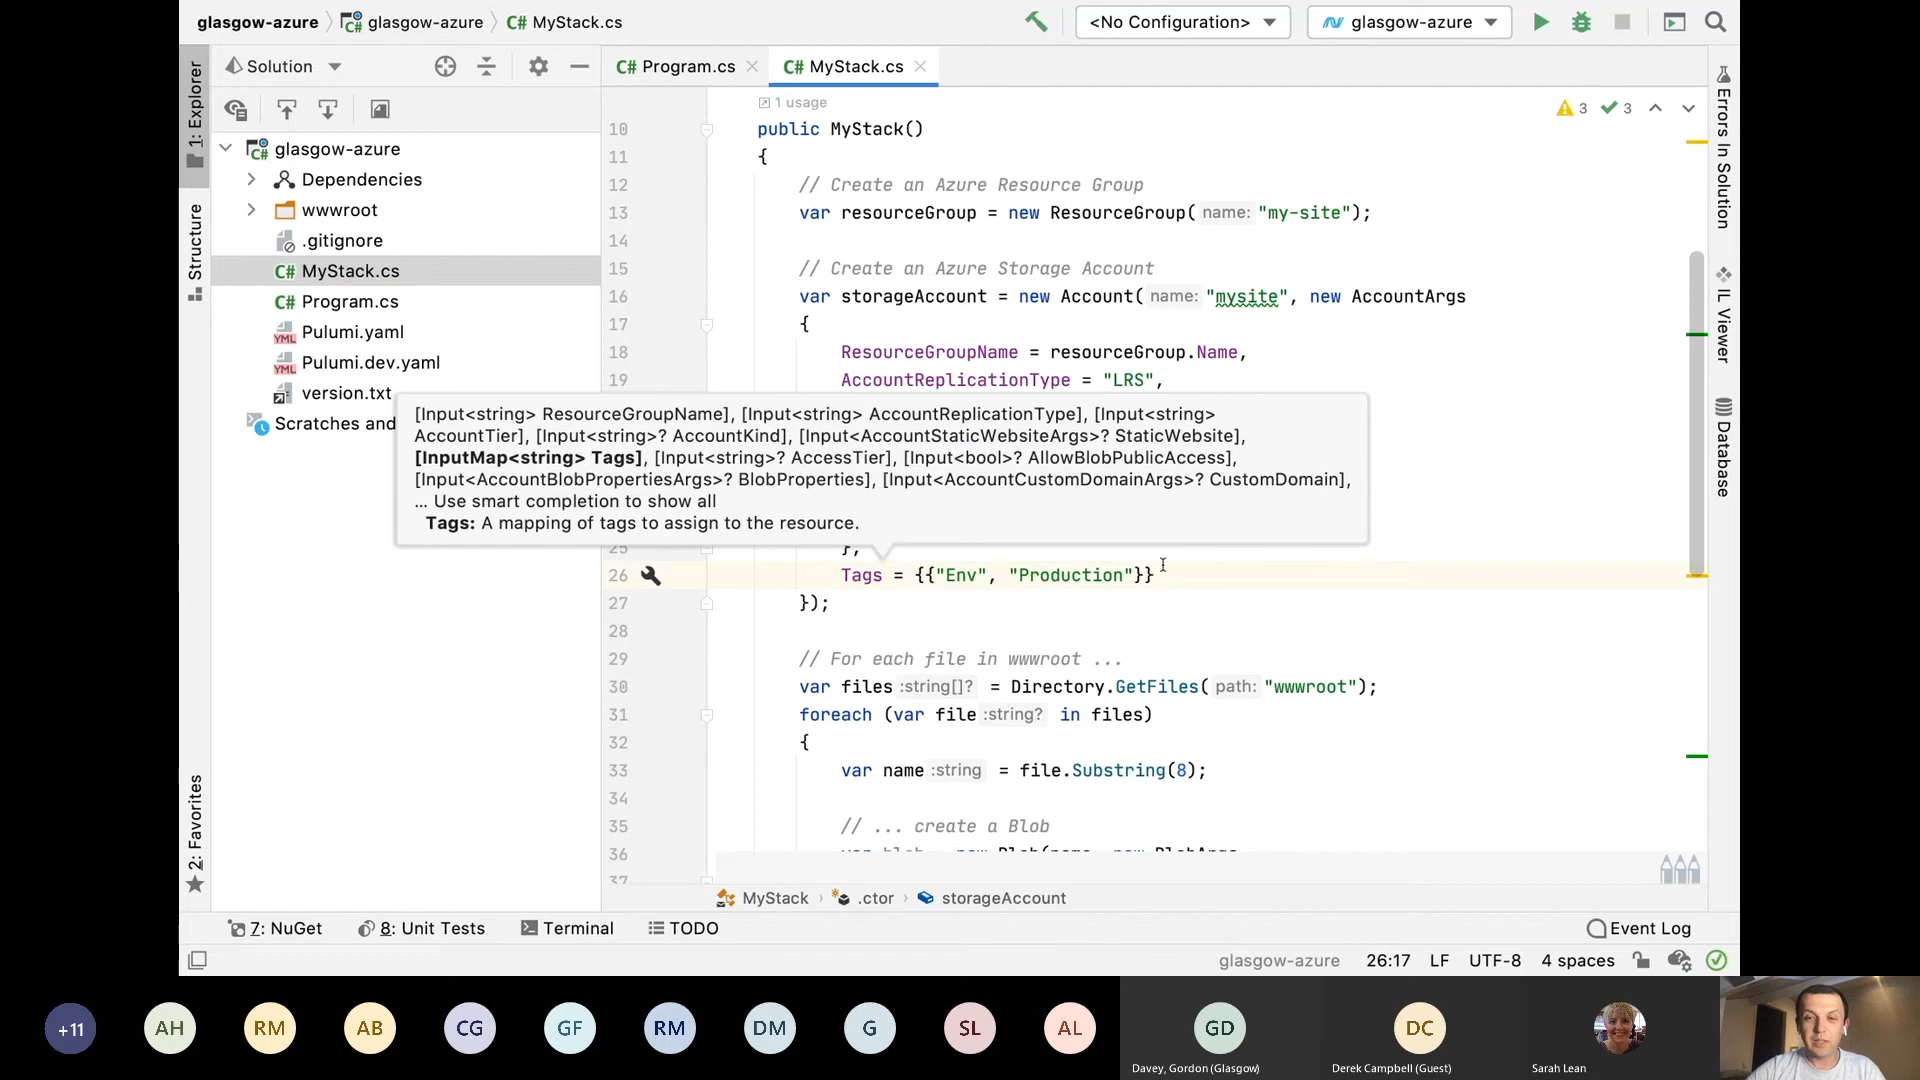 glasgow-azure glasgow-azure C# MyStack.cs <No Configuration> glasgow-azure
1: Explorer
Structure
2: Favorites
Solution
glasgow-azure
Dependencies
wwwroot
.gitignore
C# MyStack.cs
C# Program.cs
YML Pulumi.yaml
YML Pulumi.dev.yaml
version.txt
Scratches and
C# Program.cs C# MyStack.cs
3 3
1 usage
10 public MyStack()
11 {
12 // Create an Azure Resource Group
13 var resourceGroup = new ResourceGroup( name: "my-site");
14
15 // Create an Azure Storage Account
16 var storageAccount = new Account( name: "mysite", new AccountArgs
17 {
18 ResourceGroupName = resourceGroup.Name,
19 AccountReplicationType = "LRS",
[Input<string> ResourceGroupName], [Input<string> AccountReplicationType], [Input<string>
AccountTier], [Input<string>? AccountKind], [Input<AccountStaticWebsiteArgs>? StaticWebsite],
[InputMap<string> Tags], [Input<string>? AccessTier], [Input<bool>? AllowBlobPublicAccess],
[Input<AccountBlobPropertiesArgs>? BlobProperties], [Input<AccountCustomDomainArgs>? CustomDomain],
... Use smart completion to show all
Tags: A mapping of tags to assign to the resource.
25 },
26 Tags = {{"Env", "Production"}}
27 });
28
29 // For each file in wwwroot ...
30 var files :string[]? = Directory.GetFiles( path: "wwwroot");
31 foreach (var file :string? in files)
32 {
33 var name :string = file.Substring(8);
34
35 // ... create a Blob
36 var blob = new Blob(name, new BlobArgs
37
Errors In Solution
IL Viewer
Database
MyStack .ctor storageAccount
7: NuGet 8: Unit Tests Terminal TODO Event Log
glasgow-azure 26:17 LF UTF-8 4 spaces
+11 AH RM AB CG GF RM DM G SL AL GD DC
Davey, Gordon (Glasgow) Derek Campbell (Guest) Sarah Lean